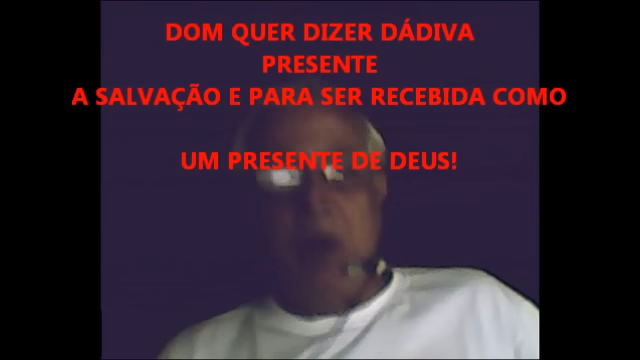 DOM QUER DIZER DÁDIVA
PRESENTE
A SALVAÇÃO E PARA SER RECEBIDA COMO
UM PRESENTE DE DEUS!